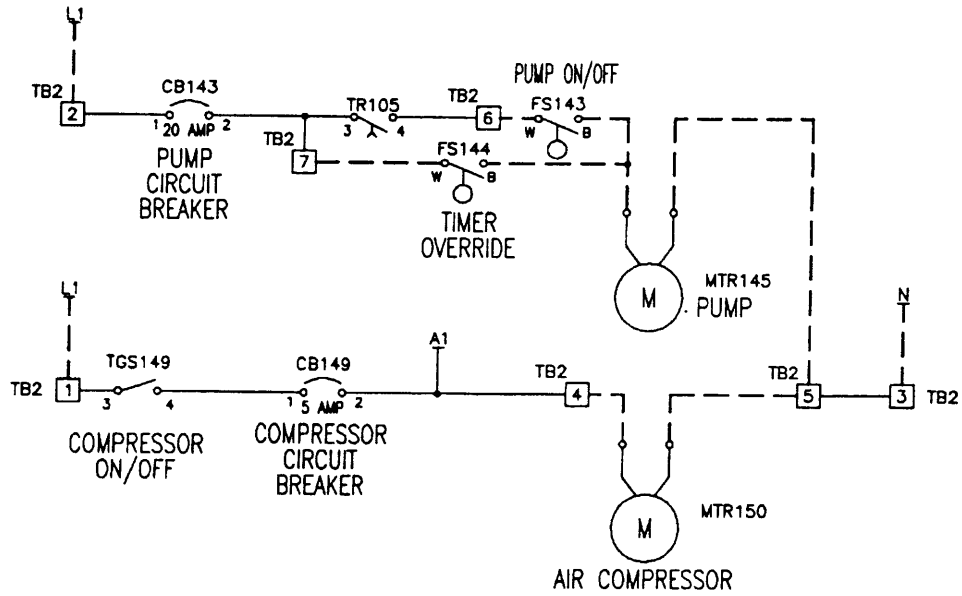 L1
PUMP ON/OFF
TB2 CB143 TR105 TB2 FS143
2 1 20 AMP 2 3 4 6 W B
PUMP
CIRCUIT
BREAKER
TB2 7 FS144 W B
TIMER
OVERRIDE
M MTR145
PUMP
L1 N
TGS149 CB149 A1 TB2 TB2
TB2 1 3 4 1 5 AMP 2 4 5 3 TB2
COMPRESSOR
ON/OFF
COMPRESSOR
CIRCUIT
BREAKER
M MTR150
AIR COMPRESSOR